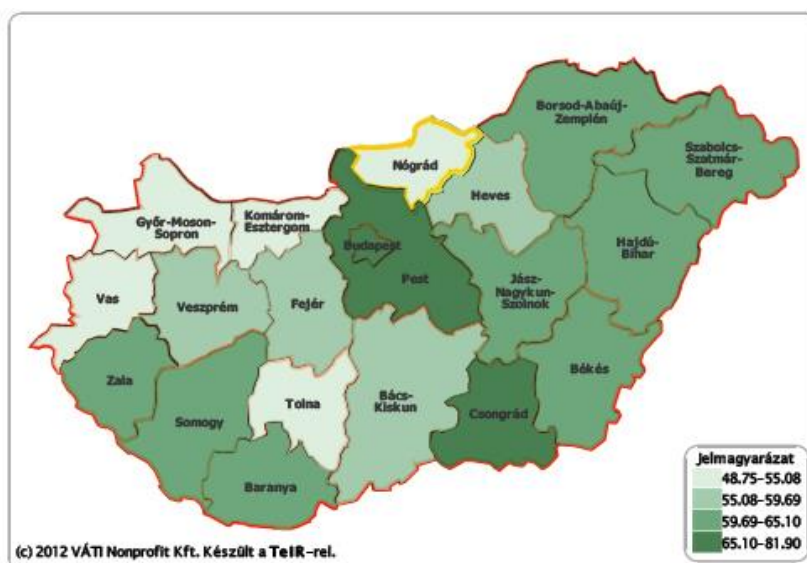 Borsod-Abaúj-
Zemplén
Szabolcs-
Szatmár-
Bereg
Nógrád
Heves
Győr-Moson-
Sopron
Komárom-
Esztergom
Budapest
Hajdú-
Bihar
Pest
Jász-
Nagykun-
Szolnok
Vas
Veszprém
Fejér
Zala
Békés
Tolna
Bács-
Kiskun
Csongrád
Somogy
Baranya
Jelmagyarázat
48.75-55.08
55.08-59.69
59.69-65.10
65.10-81.90
(c) 2012 VÁTI Nonprofit Kft. Készült a TeIR-rel.